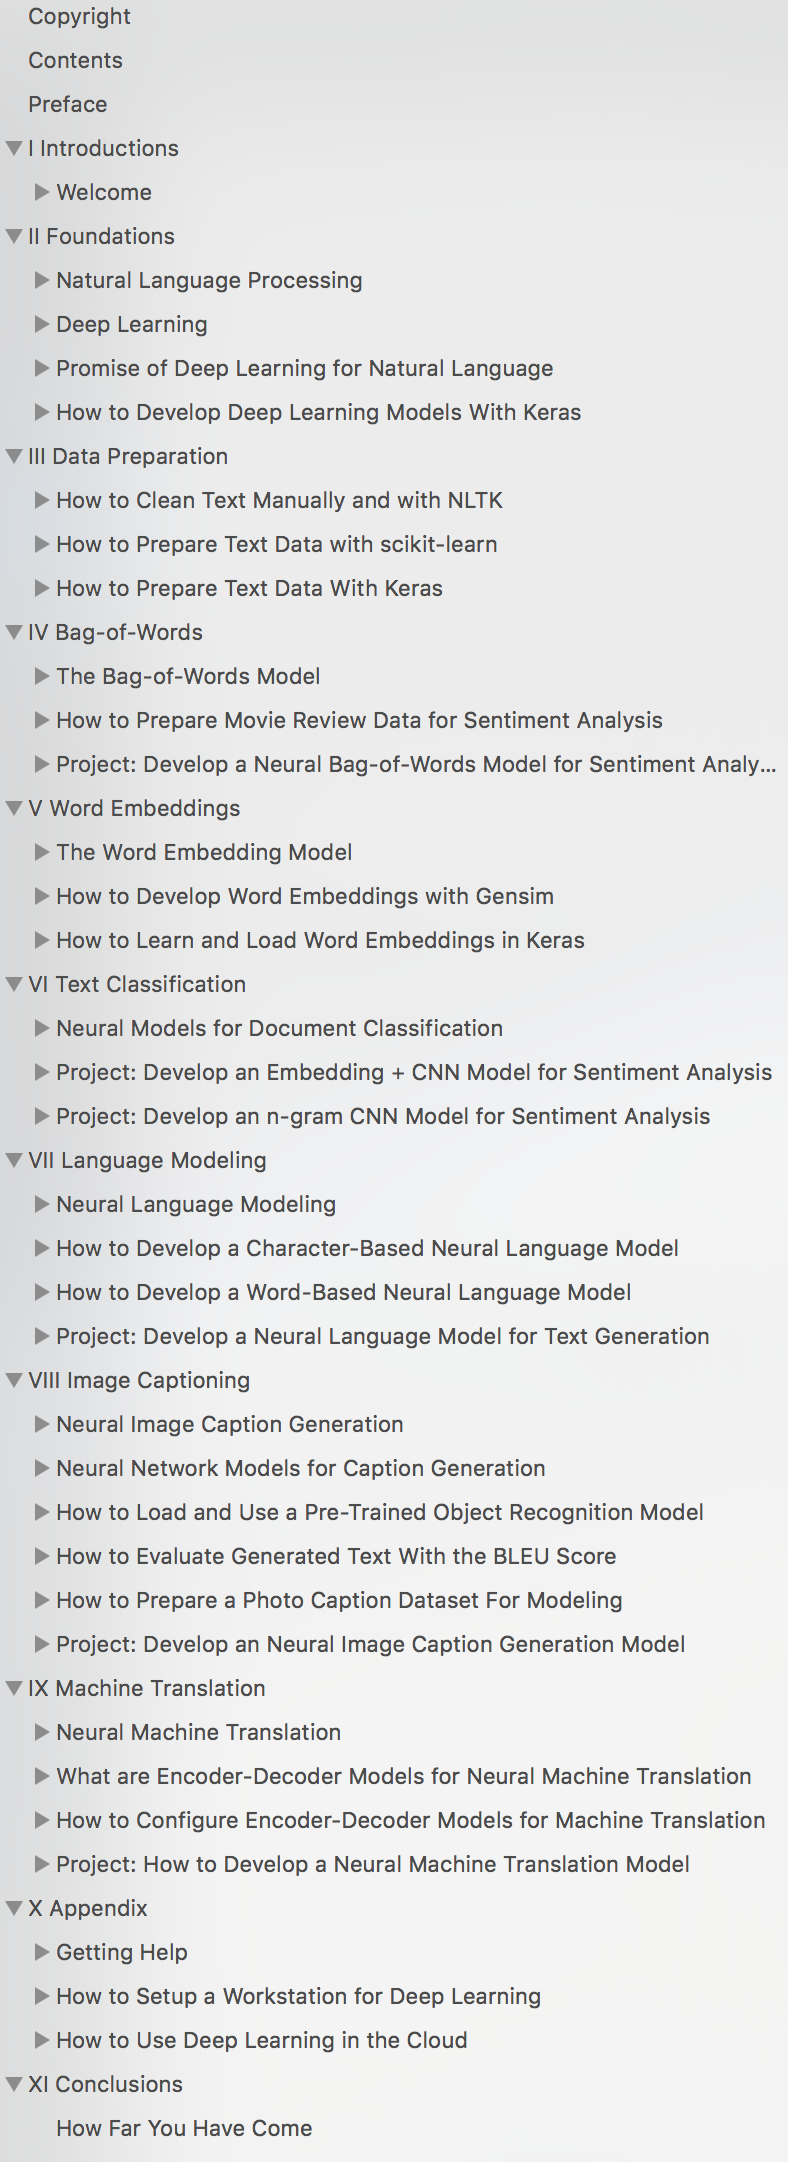 Copyright
Contents
Preface
I Introductions
Welcome
II Foundations
Natural Language Processing
Deep Learning
Promise of Deep Learning for Natural Language
How to Develop Deep Learning Models With Keras
III Data Preparation
How to Clean Text Manually and with NLTK
How to Prepare Text Data with scikit-learn
How to Prepare Text Data With Keras
IV Bag-of-Words
The Bag-of-Words Model
How to Prepare Movie Review Data for Sentiment Analysis
Project: Develop a Neural Bag-of-Words Model for Sentiment Analy...
V Word Embeddings
The Word Embedding Model
How to Develop Word Embeddings with Gensim
How to Learn and Load Word Embeddings in Keras
VI Text Classification
Neural Models for Document Classification
Project: Develop an Embedding + CNN Model for Sentiment Analysis
Project: Develop an n-gram CNN Model for Sentiment Analysis
VII Language Modeling
Neural Language Modeling
How to Develop a Character-Based Neural Language Model
How to Develop a Word-Based Neural Language Model
Project: Develop a Neural Language Model for Text Generation
VIII Image Captioning
Neural Image Caption Generation
Neural Network Models for Caption Generation
How to Load and Use a Pre-Trained Object Recognition Model
How to Evaluate Generated Text With the BLEU Score
How to Prepare a Photo Caption Dataset For Modeling
Project: Develop an Neural Image Caption Generation Model
IX Machine Translation
Neural Machine Translation
What are Encoder-Decoder Models for Neural Machine Translation
How to Configure Encoder-Decoder Models for Machine Translation
Project: How to Develop a Neural Machine Translation Model
X Appendix
Getting Help
How to Setup a Workstation for Deep Learning
How to Use Deep Learning in the Cloud
XI Conclusions
How Far You Have Come